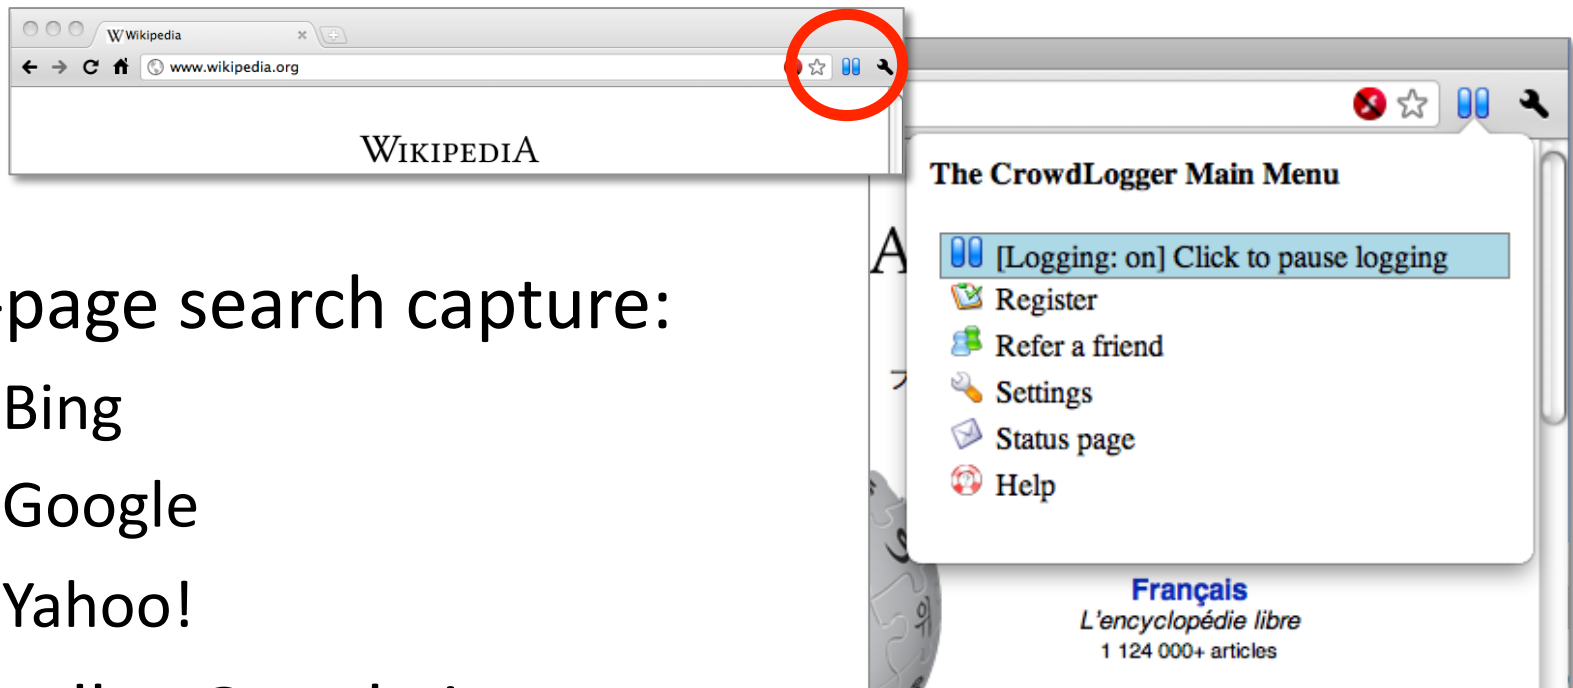 Wikipedia
www.wikipedia.org
WIKIPEDIA
-page search capture:
Bing
Google
Yahoo!
The CrowdLogger Main Menu
[Logging: on] Click to pause logging
Register
Refer a friend
Settings
Status page
Help
Français
L'encyclopédie libre
1 124 000+ articles